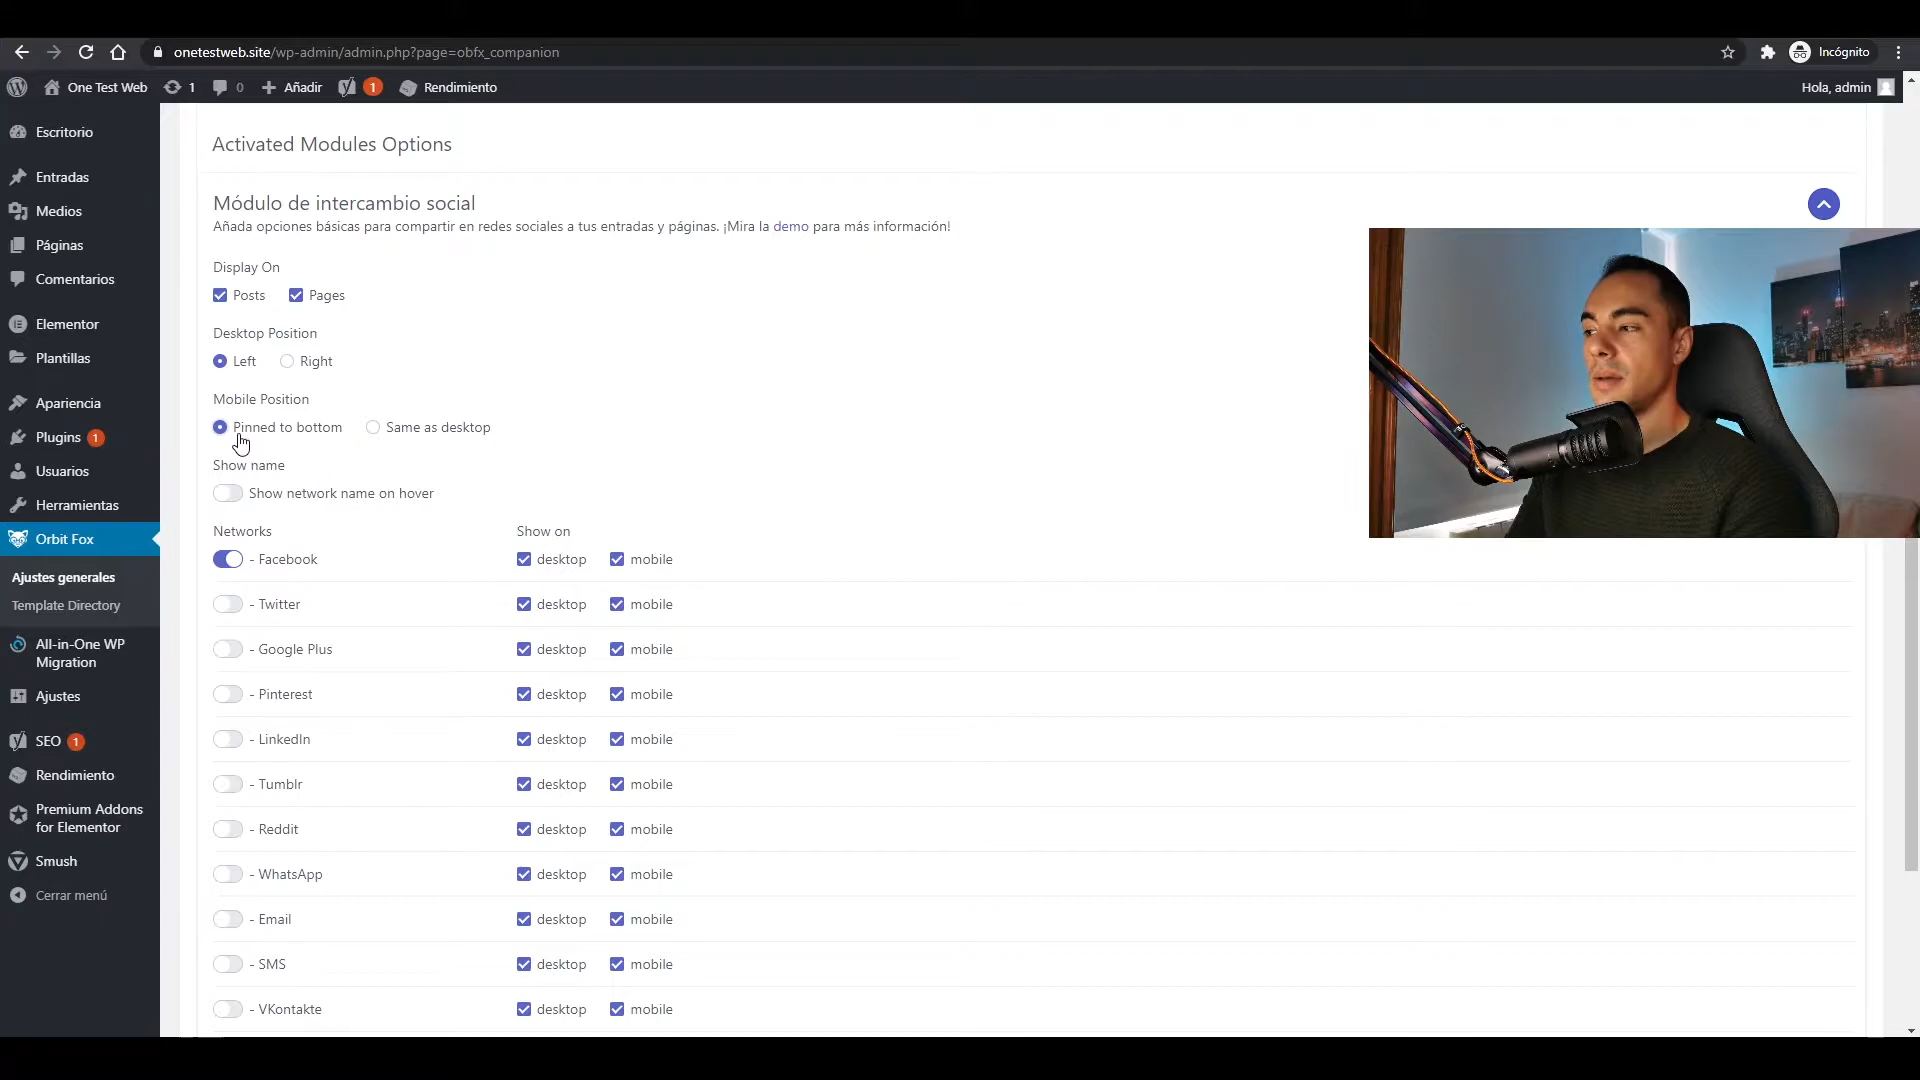 onetestweb.site/wp-admin/admin.php?page=obfx_companion
Incógnito
One Test Web
1
0
Añadir
1
Rendimiento
Hola, admin
Escritorio
Entradas
Medios
Páginas
Comentarios
Elementor
Plantillas
Apariencia
Plugins 1
Usuarios
Herramientas
Orbit Fox
Ajustes generales
Template Directory
All-in-One WP
Migration
Ajustes
SEO 1
Rendimiento
Premium Addons
for Elementor
Smush
Cerrar menú
Activated Modules Options
Módulo de intercambio social
Añada opciones básicas para compartir en redes sociales a tus entradas y páginas. ¡Mira la demo para más información!
Display On
Posts Pages
Desktop Position
Left Right
Mobile Position
Pinned to bottom Same as desktop
Show name
Show network name on hover
Networks Show on
- Facebook desktop mobile
- Twitter desktop mobile
- Google Plus desktop mobile
- Pinterest desktop mobile
- LinkedIn desktop mobile
- Tumblr desktop mobile
- Reddit desktop mobile
- WhatsApp desktop mobile
- Email desktop mobile
- SMS desktop mobile
- VKontakte desktop mobile